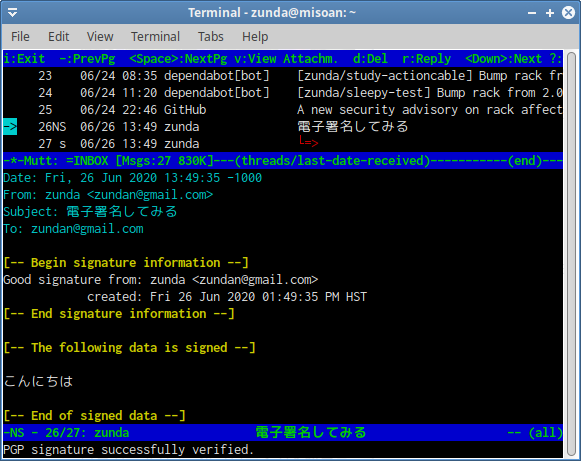 Terminal - zunda@misoan: ~
File Edit View Terminal Tabs Help
i:Exit -:PrevPg <Space>:NextPg v:View Attachm. d:Del r:Reply <Down>:Next ?:
23 06/24 08:35 dependabot[bot] [zunda/study-actioncable] Bump rack fr
24 06/24 11:20 dependabot[bot] [zunda/sleepy-test] Bump rack from 2.0
25 06/24 22:46 GitHub A new security advisory on rack affect
-> 26NS 06/26 13:49 zunda 電子署名してみる
27 s 06/26 13:49 zunda └=>
-*-Mutt: =INBOX [Msgs:27 830K]---(threads/last-date-received)-----------(end)---
Date: Fri, 26 Jun 2020 13:49:35 -1000
From: zunda <zundan@gmail.com>
Subject: 電子署名してみる
To: zundan@gmail.com
[-- Begin signature information --]
Good signature from: zunda <zundan@gmail.com>
created: Fri 26 Jun 2020 01:49:35 PM HST
[-- End signature information --]
[-- The following data is signed --]
こんにちは
[-- End of signed data --]
-NS - 26/27: zunda 電子署名してみる -- (all)
PGP signature successfully verified.